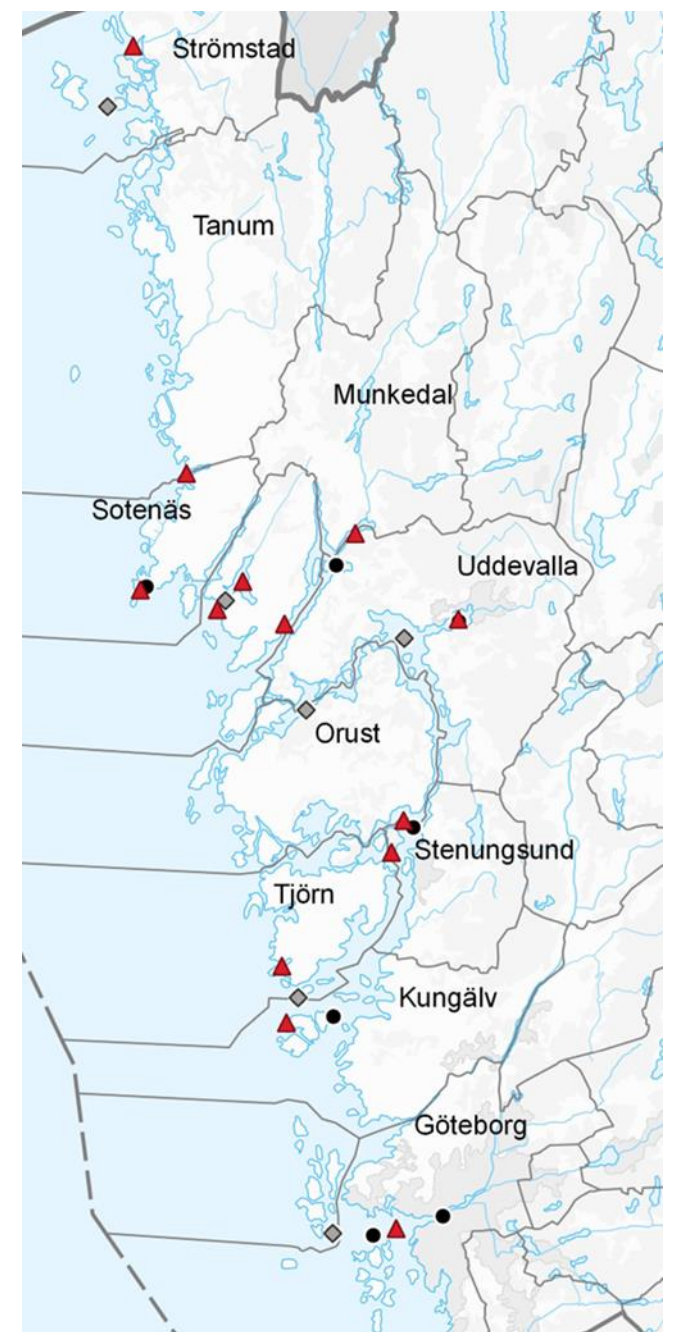 Strömstad
Tanum
Munkedal
Sotenäs
Uddevalla
Orust
Stenungsund
Tjörn
Kungälv
Göteborg